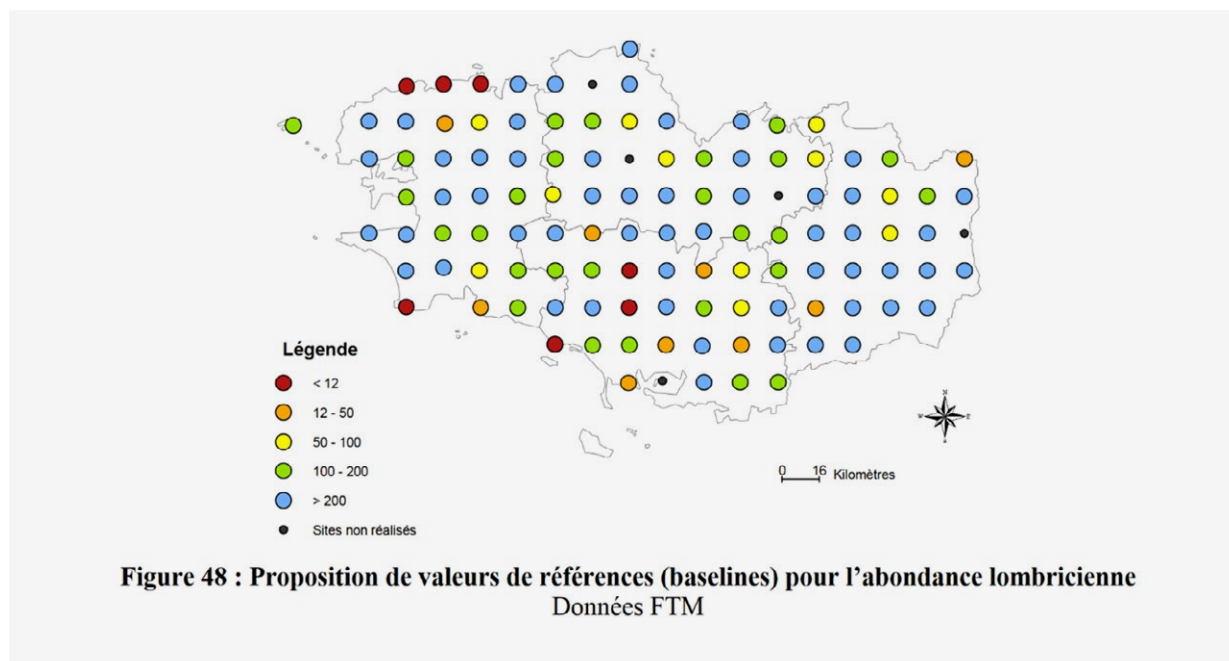 Légende
< 12
12 - 50
50 - 100
100 - 200
> 200
Sites non réalisés
N
W E
S
0 16 Kilomètres
Figure 48 : Proposition de valeurs de références (baselines) pour l’abondance lombricienne
Données FTM